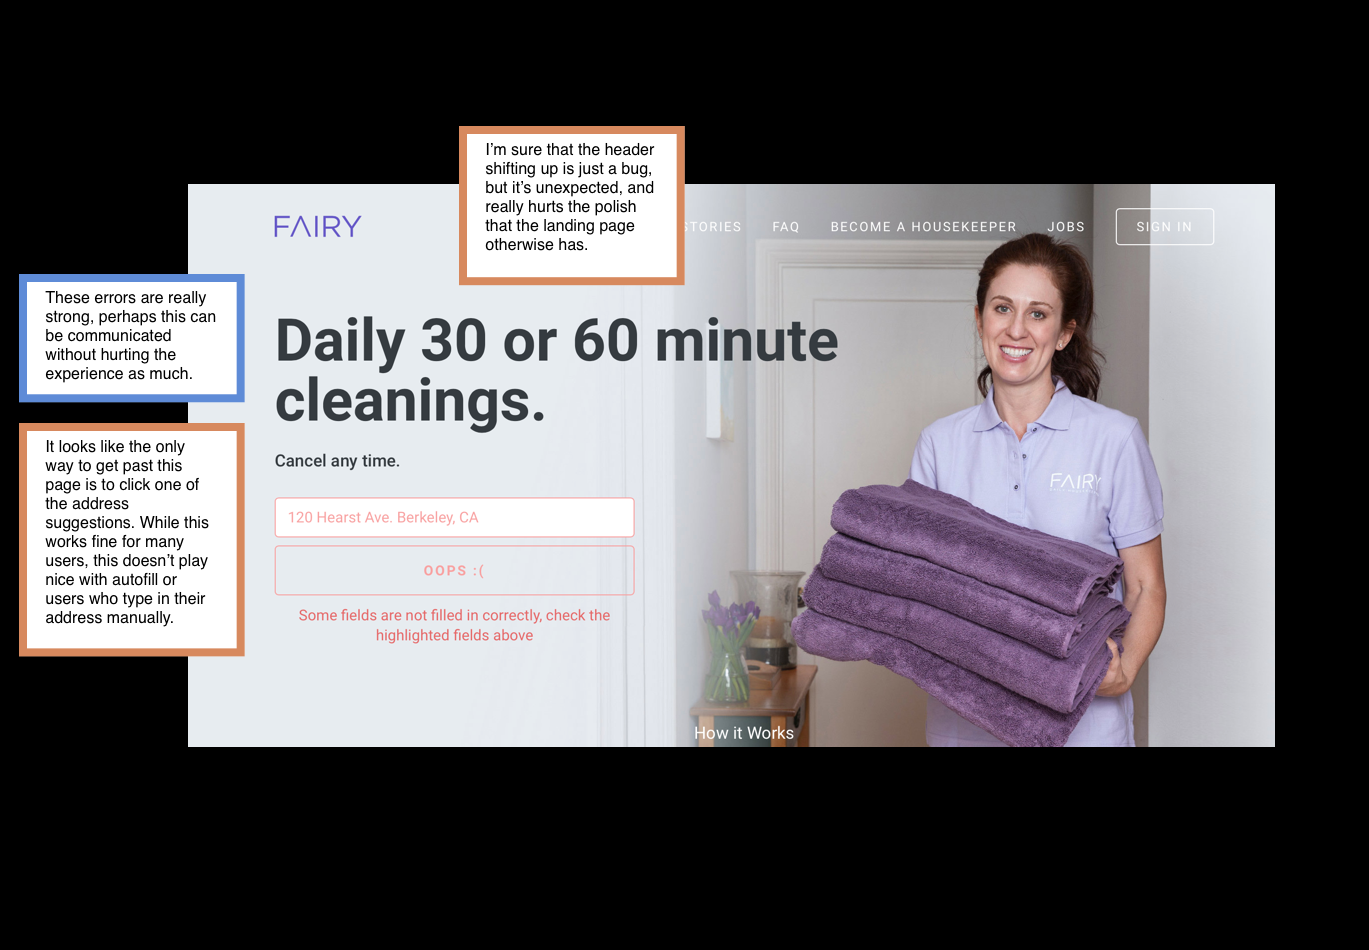 I'm sure that the header
shifting up is just a bug,
but it's unexpected, and
really hurts the polish
that the landing page
otherwise has.
FAIRY
STORIES FAQ BECOME A HOUSEKEEPER JOBS SIGN IN
These errors are really
strong, perhaps this can
be communicated
without hurting the
experience as much.
Daily 30 or 60 minute
cleanings.
Cancel any time.
It looks like the only
way to get past this
page is to click one of
the address
suggestions. While this
works fine for many
users, this doesn't play
nice with autofill or
users who type in their
address manually.
120 Hearst Ave. Berkeley, CA
OOPS :(
Some fields are not filled in correctly, check the
highlighted fields above
FAIRY
How it Works